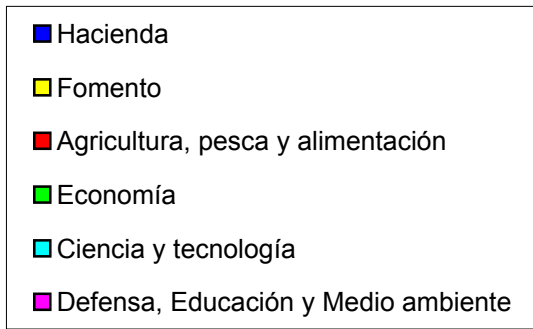 Hacienda
Fomento
Agricultura, pesca y alimentación
Economía
Ciencia y tecnología
Defensa, Educación y Medio ambiente